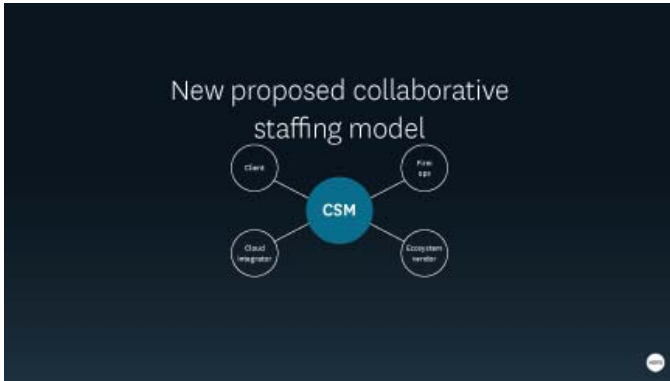 New proposed collaborative
staffing model
Client
Firm
ops
CSM
Cloud
integrator
Ecosystem
vendor